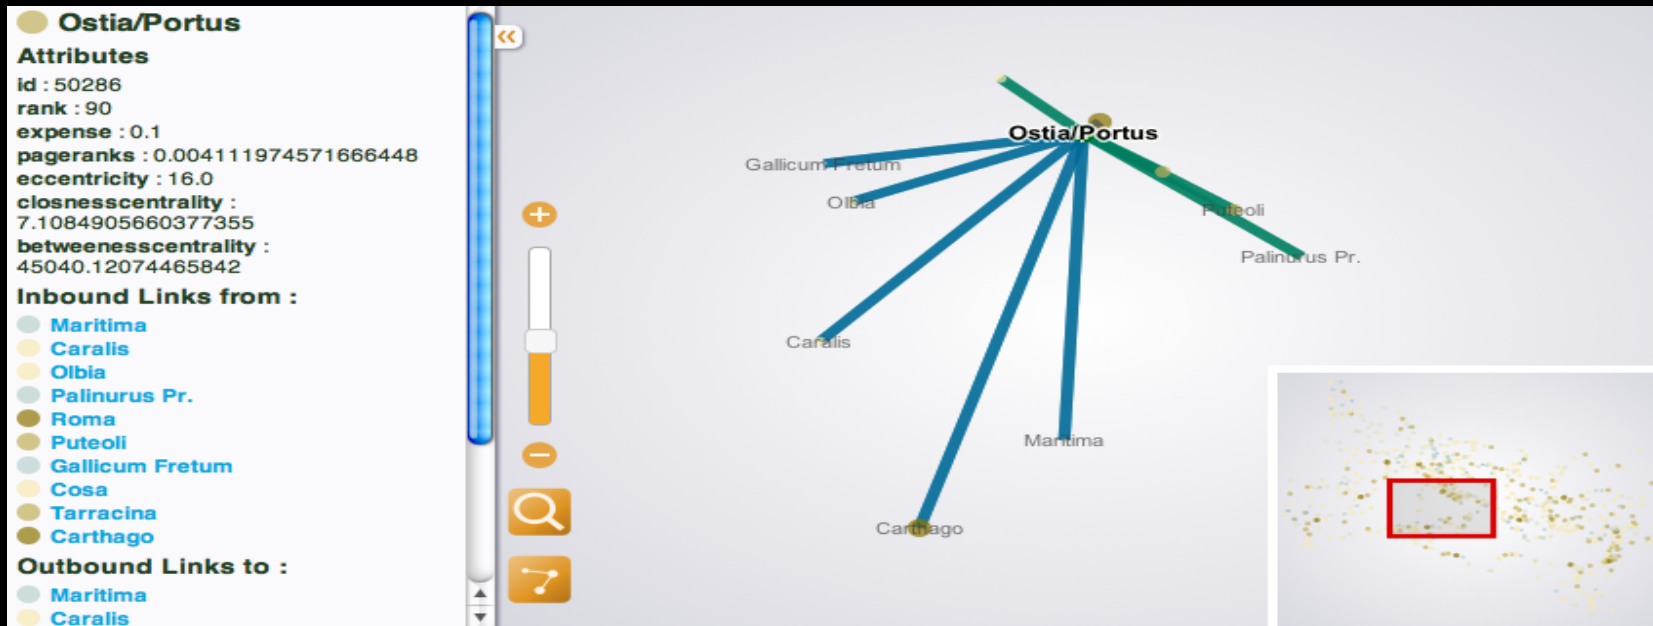 Ostia/Portus
Attributes
id : 50286
rank : 90
expense : 0.1
pageranks : 0.004111974571666448
eccentricity : 16.0
closnesscentrality :
7.1084905660377355
betweenesscentrality :
45040.12074465842
Inbound Links from :
Maritima
Caralis
Olbia
Palinurus Pr.
Roma
Puteoli
Gallicum Fretum
Cosa
Tarracina
Carthago
Outbound Links to :
Maritima
Caralis
Ostia/Portus
Gallicum Fretum
Olbia
Puteoli
Palinurus Pr.
Caralis
Maritima
Carthago